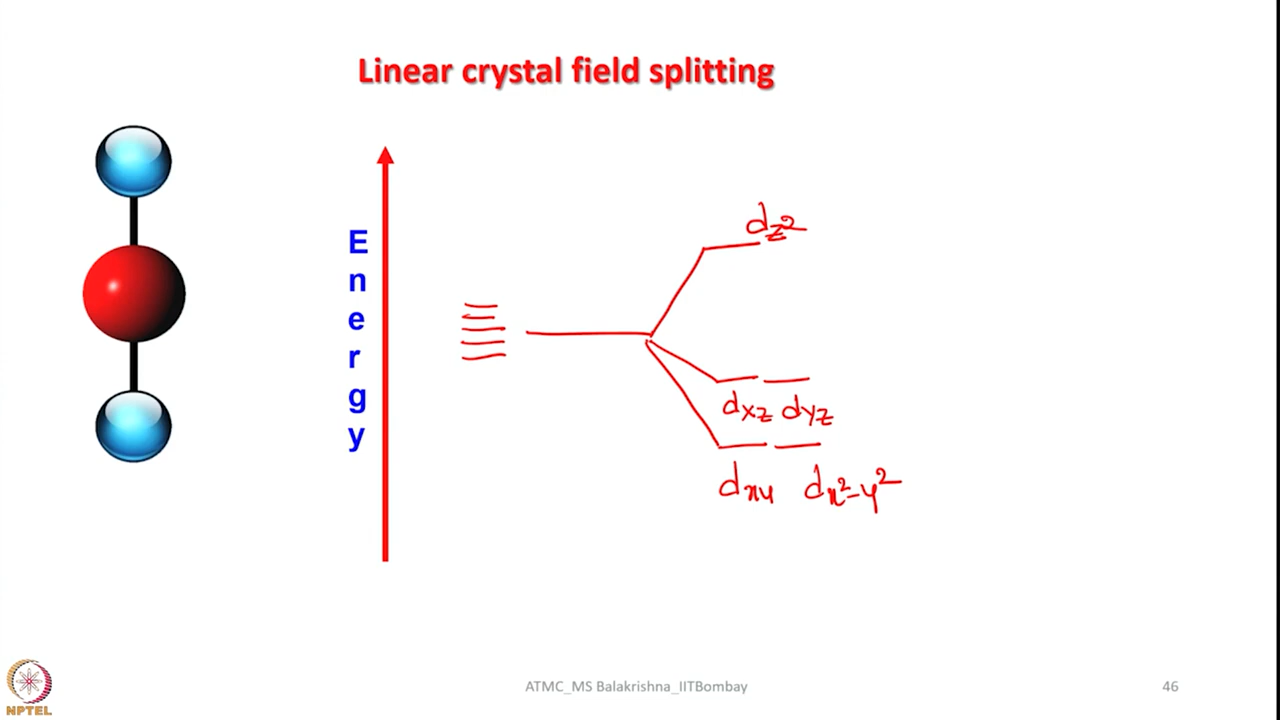 Linear crystal field splitting
Energy
dz2
dxz dyz
dxy dx2-y2
NPTEL
ATMC_MS Balakrishna_IITBombay
46